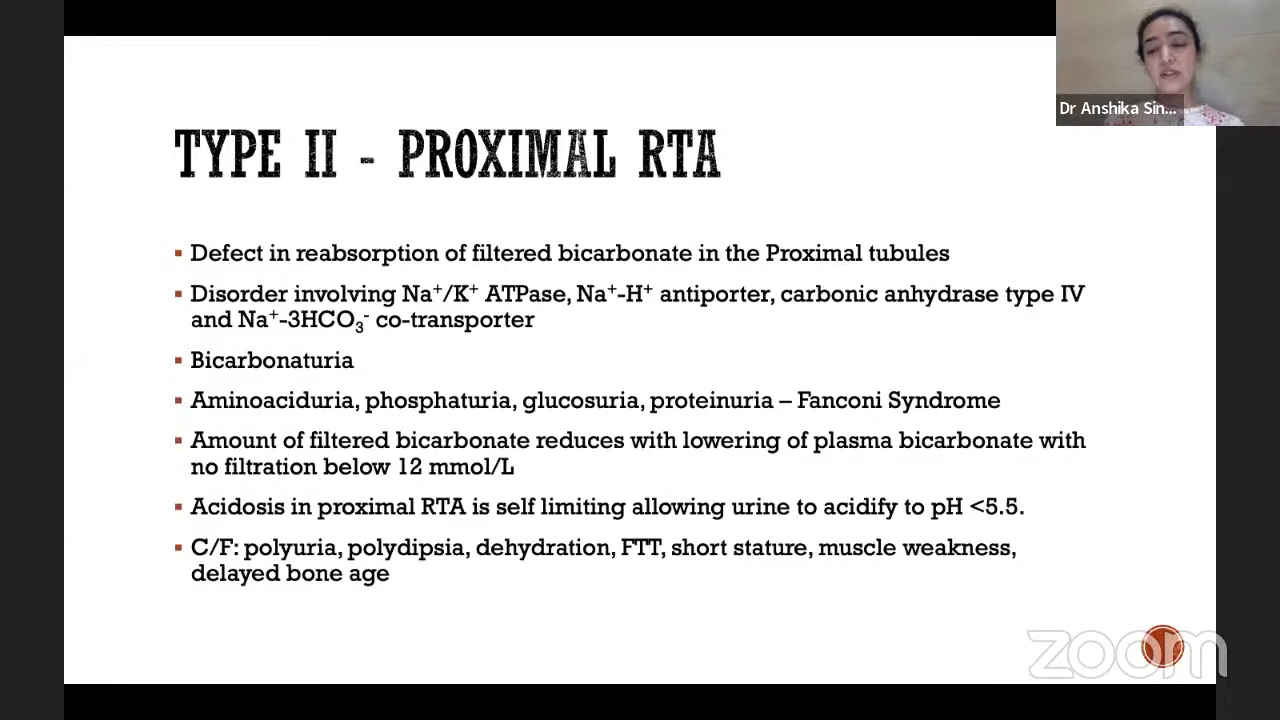 Dr Anshika Sin...
TYPE II - PROXIMAL RTA
▪ Defect in reabsorption of filtered bicarbonate in the Proximal tubules
▪ Disorder involving Na⁺/K⁺ ATPase, Na⁺-H⁺ antiporter, carbonic anhydrase type IV
and Na⁺-3HCO₃⁻ co-transporter
▪ Bicarbonaturia
▪ Aminoaciduria, phosphaturia, glucosuria, proteinuria – Fanconi Syndrome
▪ Amount of filtered bicarbonate reduces with lowering of plasma bicarbonate with
no filtration below 12 mmol/L
▪ Acidosis in proximal RTA is self limiting allowing urine to acidify to pH <5.5.
▪ C/F: polyuria, polydipsia, dehydration, FTT, short stature, muscle weakness,
delayed bone age
zoom